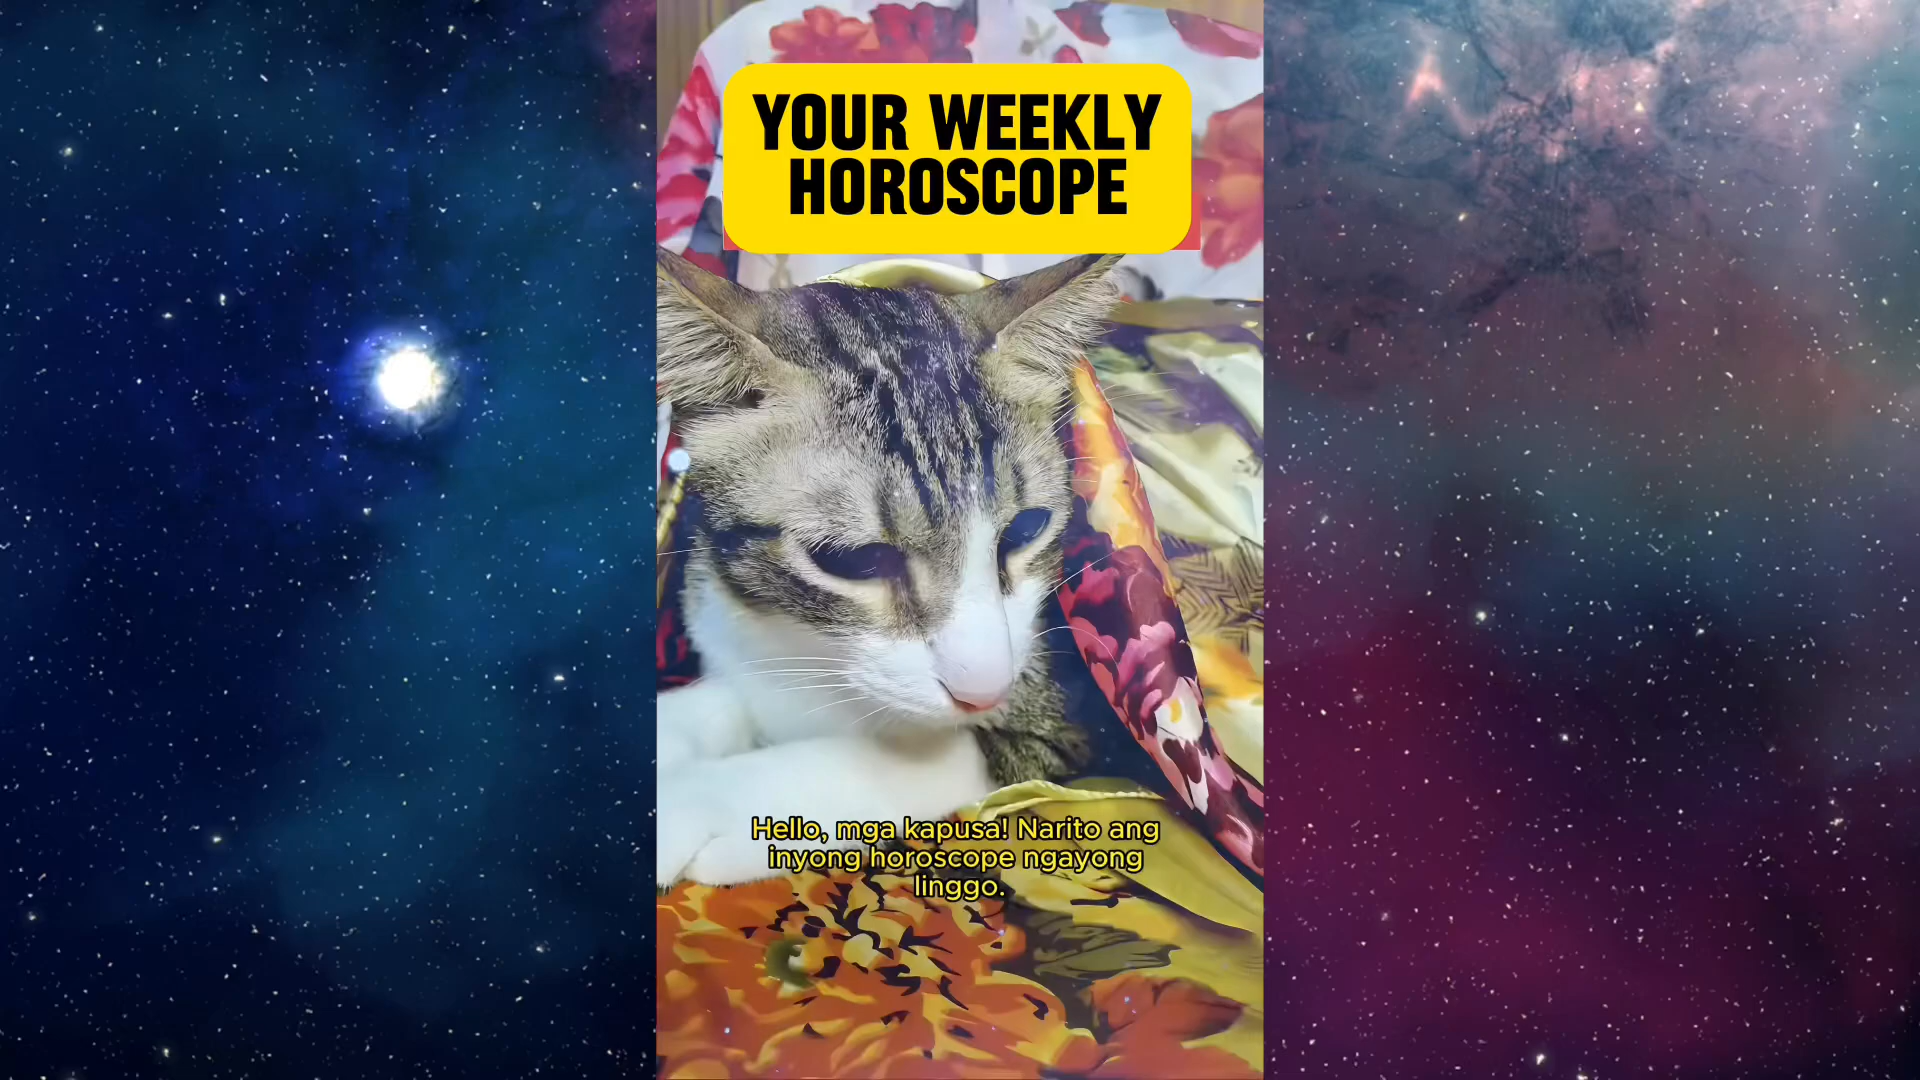 YOUR WEEKLY
HOROSCOPE
Hello, mga kapusa! Narito ang
inyong horoscope ngayong
linggo.